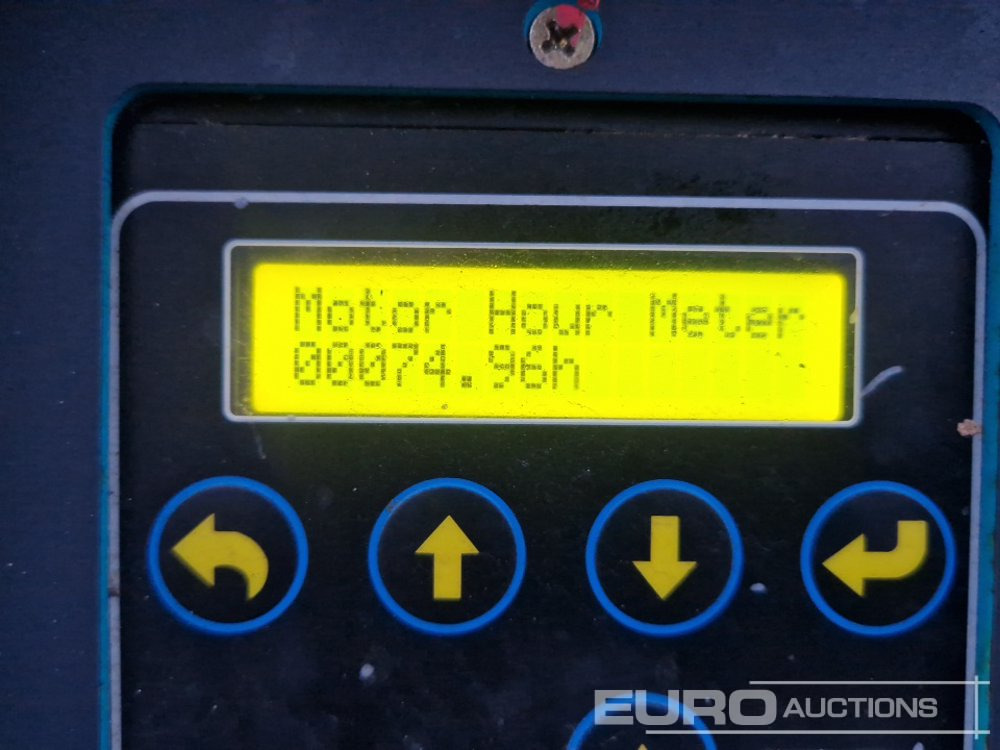 Motor Hour Meter
00074.96h
EURO AUCTIONS